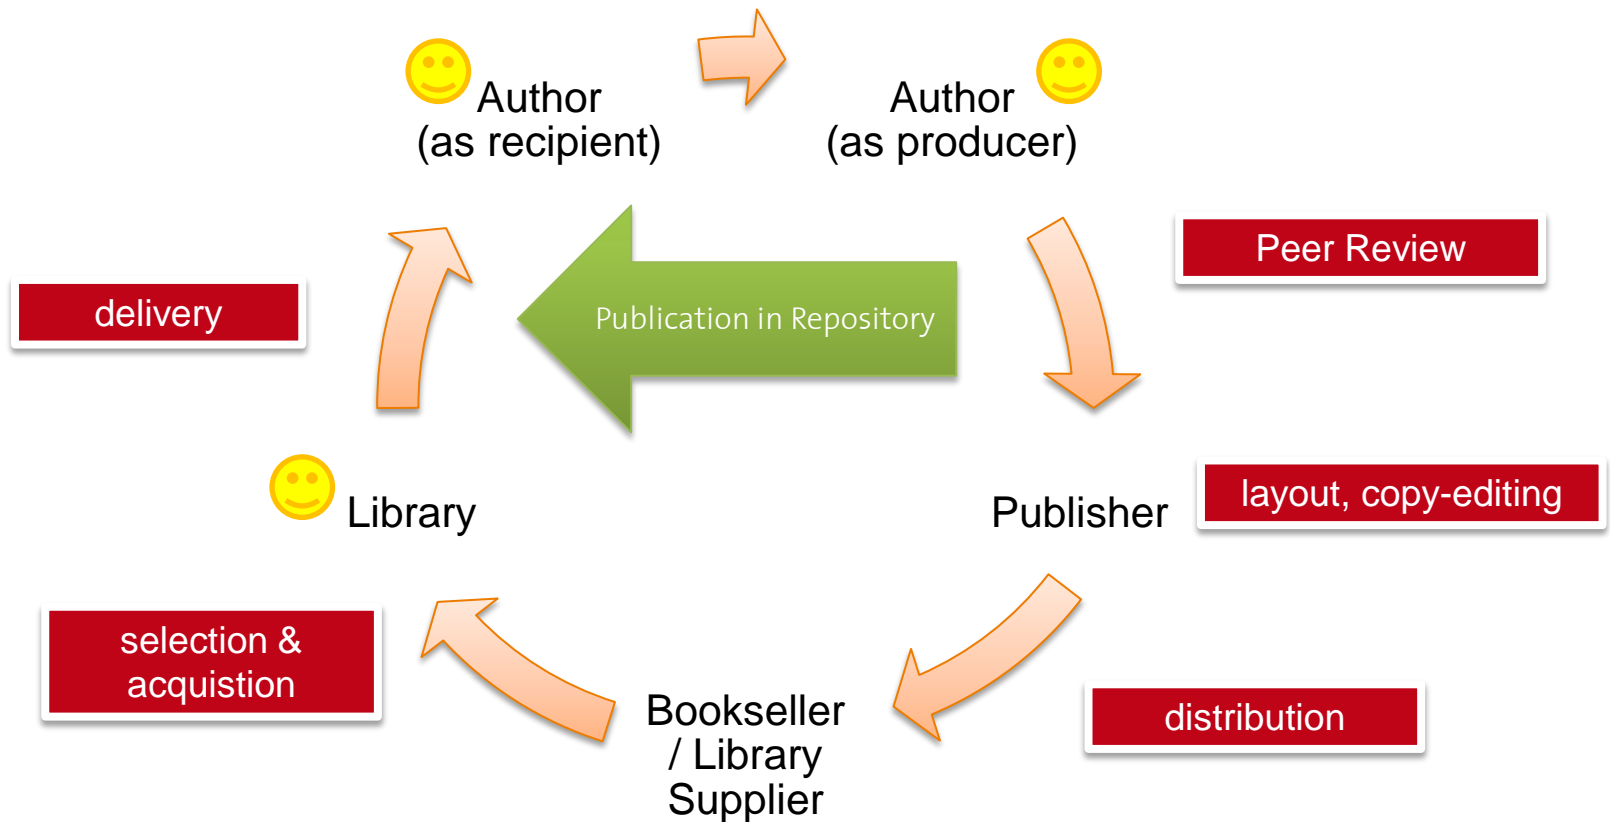 Author
(as recipient)
Author
(as producer)
Peer Review
delivery
Publication in Repository
Library
Publisher
layout, copy-editing
selection &
acquistion
Bookseller
/ Library
Supplier
distribution